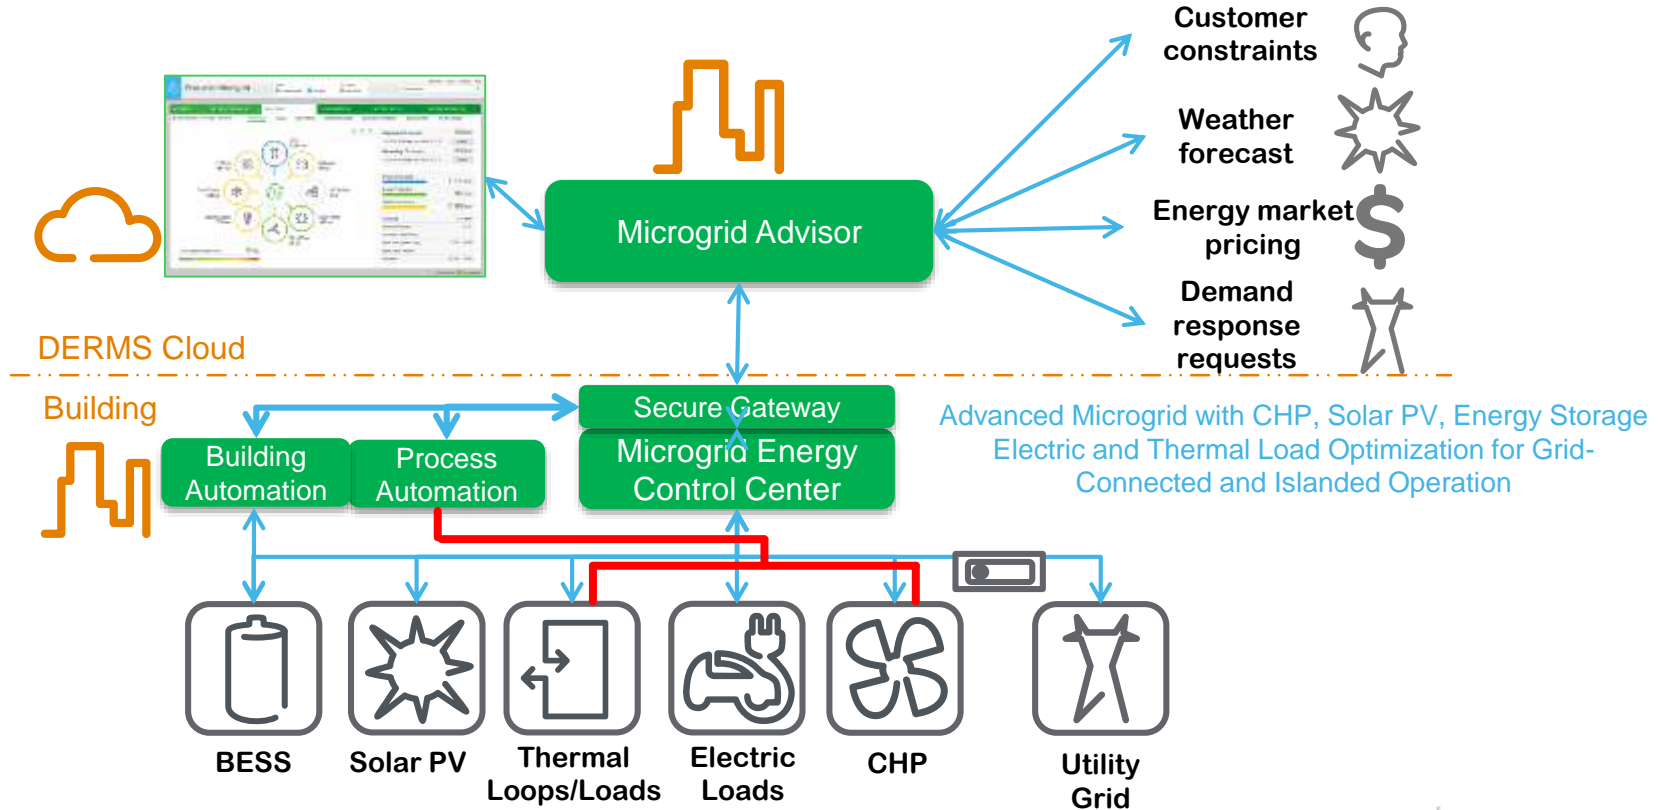 Customer
constraints
Weather
forecast
Microgrid Advisor
Energy market
pricing
$
Demand
response
requests
DERMS Cloud
Building
Secure Gateway
Building
Automation
Process
Automation
Microgrid Energy
Control Center
Advanced Microgrid with CHP, Solar PV, Energy Storage
Electric and Thermal Load Optimization for Grid-
Connected and Islanded Operation
BESS
Solar PV
Thermal
Loops/Loads
Electric
Loads
CHP
Utility
Grid